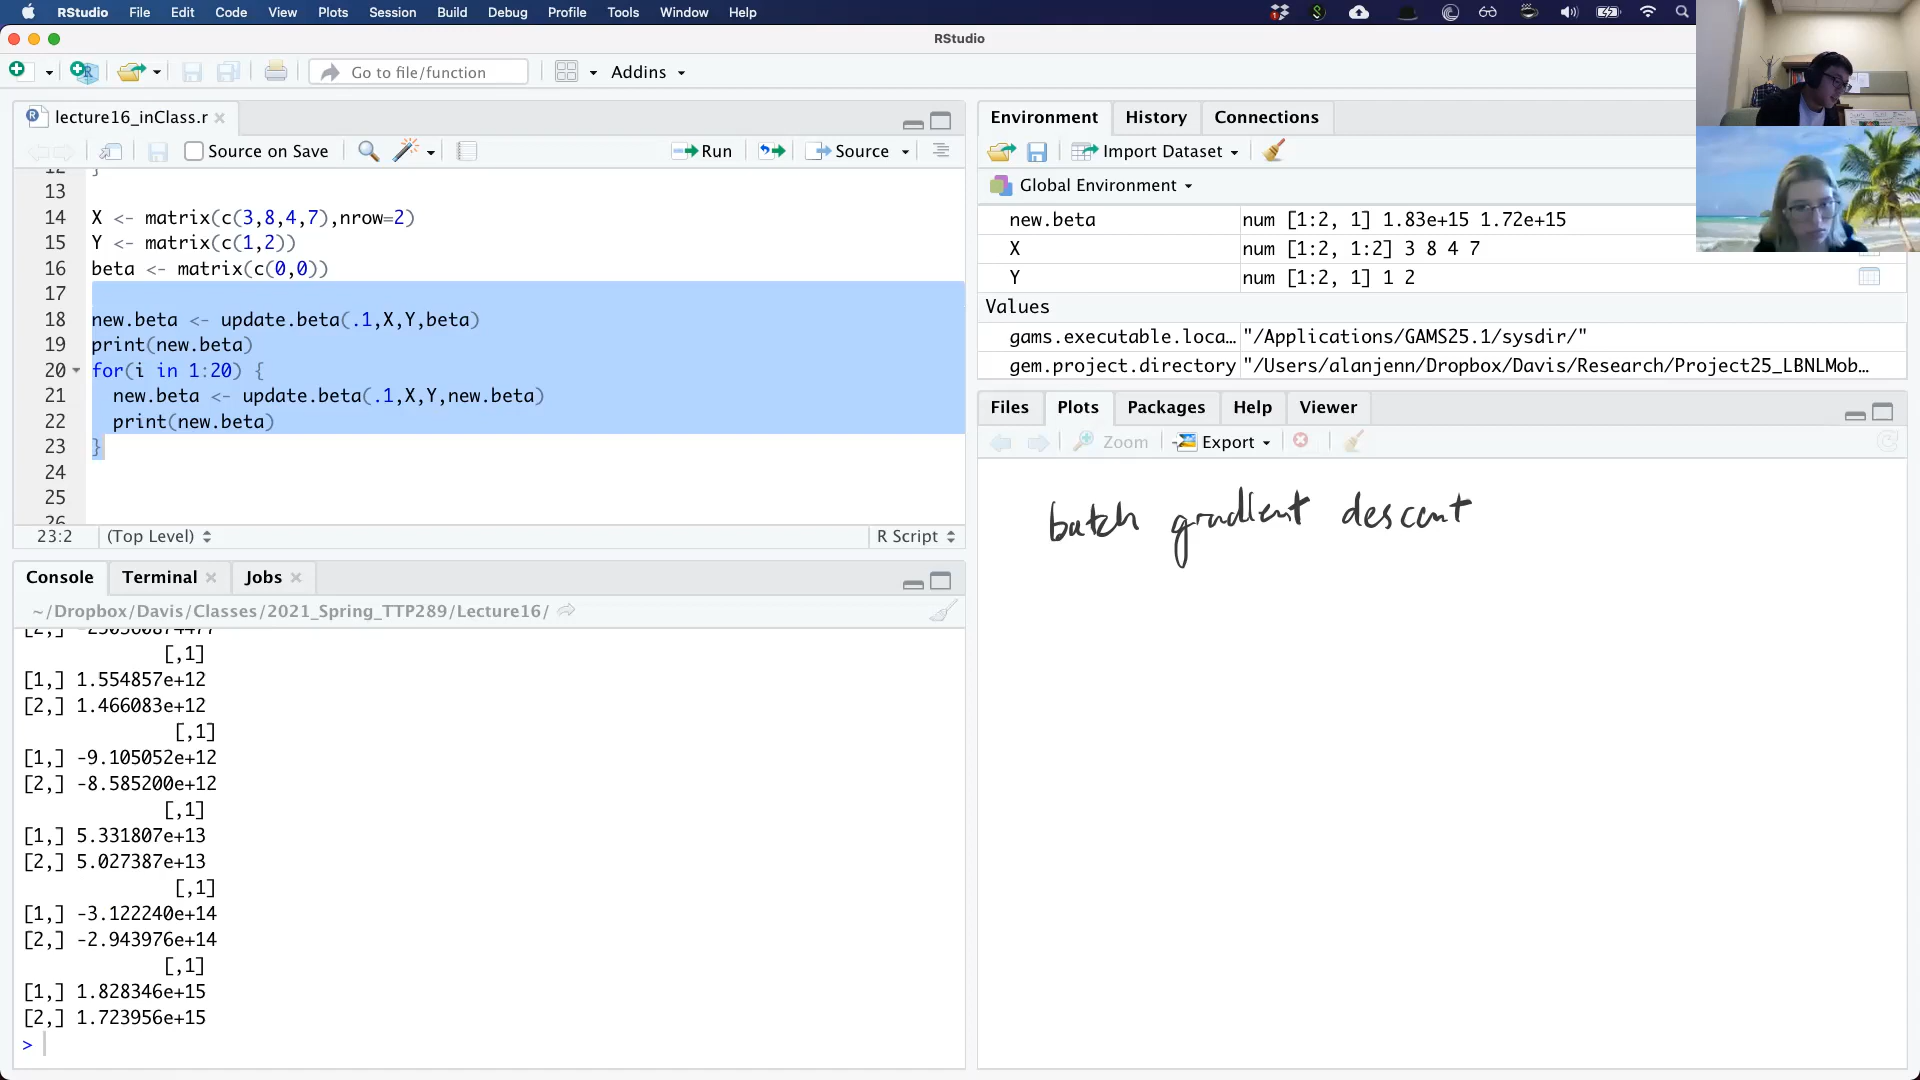 RStudio File Edit Code View Plots Session Build Debug Profile Tools Window Help
RStudio
Go to file/function Addins
lecture16_inClass.r
Source on Save Run Source
12 }
13
14 X <- matrix(c(3,8,4,7),nrow=2)
15 Y <- matrix(c(1,2))
16 beta <- matrix(c(0,0))
17
18 new.beta <- update.beta(.1,X,Y,beta)
19 print(new.beta)
20 for(i in 1:20) {
21 new.beta <- update.beta(.1,X,Y,new.beta)
22 print(new.beta)
23 }
24
25
26
23:2 (Top Level) R Script
Console Terminal Jobs
~/Dropbox/Davis/Classes/2021_Spring_TTP289/Lecture16/
[,1]
[1,] 1.554857e+12
[2,] 1.466083e+12
[,1]
[1,] -9.105052e+12
[2,] -8.585200e+12
[,1]
[1,] 5.331807e+13
[2,] 5.027387e+13
[,1]
[1,] -3.122240e+14
[2,] -2.943976e+14
[,1]
[1,] 1.828346e+15
[2,] 1.723956e+15
>
Environment History Connections
Import Dataset
Global Environment
new.beta num [1:2, 1] 1.83e+15 1.72e+15
X num [1:2, 1:2] 3 8 4 7
Y num [1:2, 1] 1 2
Values
gams.executable.loca… "/Applications/GAMS25.1/sysdir/"
gem.project.directory "/Users/alanjenn/Dropbox/Davis/Research/Project25_LBNLMob…
Files Plots Packages Help Viewer
Zoom Export
batch gradient descent